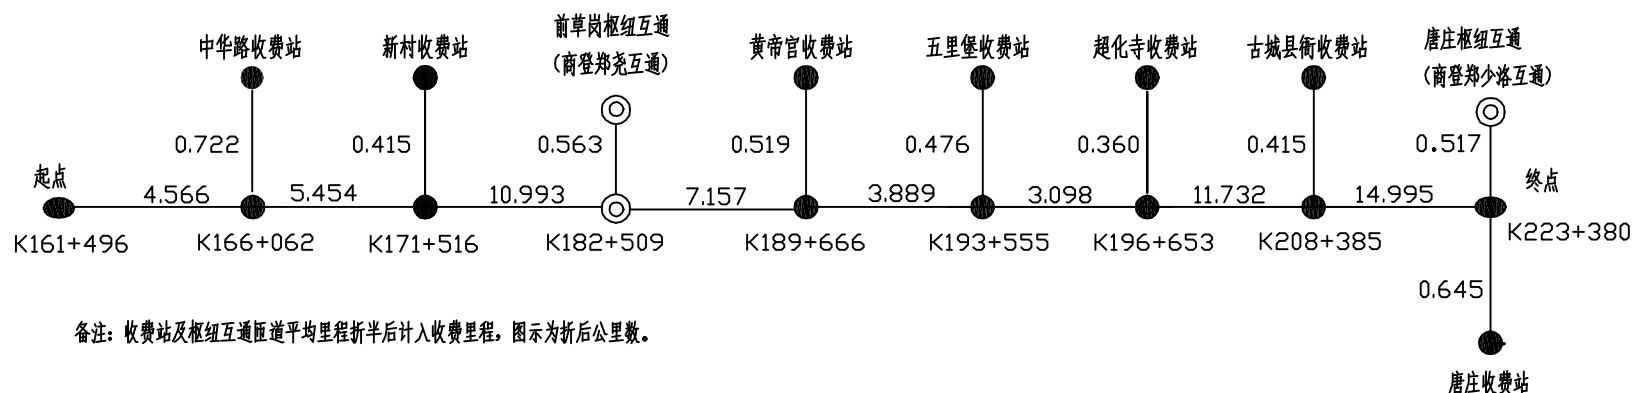 前草岗枢纽互通
(商登郑尧互通)
中华路收费站
新村收费站
黄帝宫收费站
五里堡收费站
超化寺收费站
古城县衙收费站
唐庄枢纽互通
(商登郑少洛互通)
0.722
0.415
0.563
0.519
0.476
0.360
0.415
0.517
起点
4.566
5.454
10.993
7.157
3.889
3.098
11.732
14.995
终点
K161+496
K166+062
K171+516
K182+509
K189+666
K193+555
K196+653
K208+385
K223+380
0.645
备注：收费站及枢纽互通匝道平均里程折半后计入收费里程，图示为折后公里数。
唐庄收费站